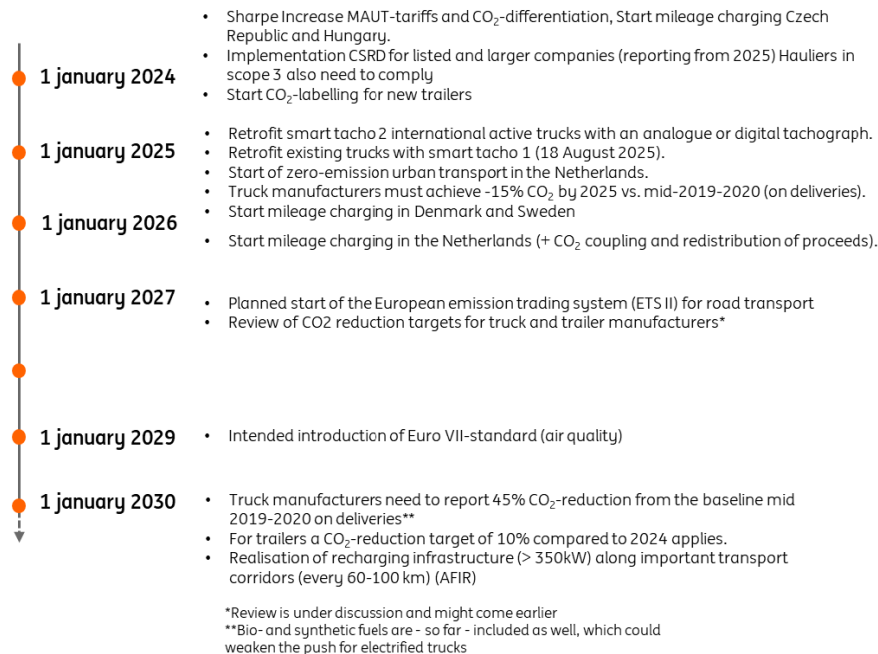 • Sharpe Increase MAUT-tariffs and CO₂-differentiation, Start mileage charging Czech
Republic and Hungary.
• Implementation CSRD for listed and larger companies (reporting from 2025) Hauliers in
scope 3 also need to comply
• Start CO₂-labelling for new trailers
1 january 2024
• Retrofit smart tacho 2 international active trucks with an analogue or digital tachograph.
• Retrofit existing trucks with smart tacho 1 (18 August 2025).
• Start of zero-emission urban transport in the Netherlands.
• Truck manufacturers must achieve -15% CO₂ by 2025 vs. mid-2019-2020 (on deliveries).
1 january 2025
• Start mileage charging in Denmark and Sweden
• Start mileage charging in the Netherlands (+ CO₂ coupling and redistribution of proceeds).
1 january 2026
1 january 2027
• Planned start of the European emission trading system (ETS II) for road transport
• Review of CO2 reduction targets for truck and trailer manufacturers*
1 january 2029
• Intended introduction of Euro VII-standard (air quality)
1 january 2030
• Truck manufacturers need to report 45% CO₂-reduction from the baseline mid
2019-2020 on deliveries**
• For trailers a CO₂-reduction target of 10% compared to 2024 applies.
• Realisation of recharging infrastructure (> 350kW) along important transport
corridors (every 60-100 km) (AFIR)
*Review is under discussion and might come earlier
**Bio- and synthetic fuels are - so far - included as well, which could
weaken the push for electrified trucks